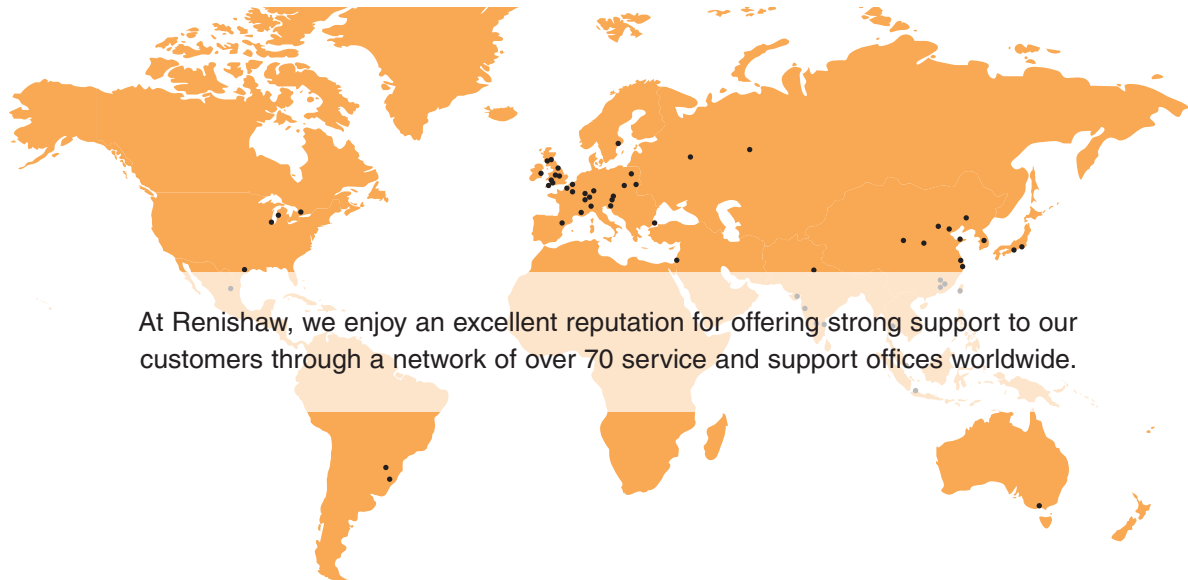 At Renishaw, we enjoy an excellent reputation for offering strong support to our
customers through a network of over 70 service and support offices worldwide.